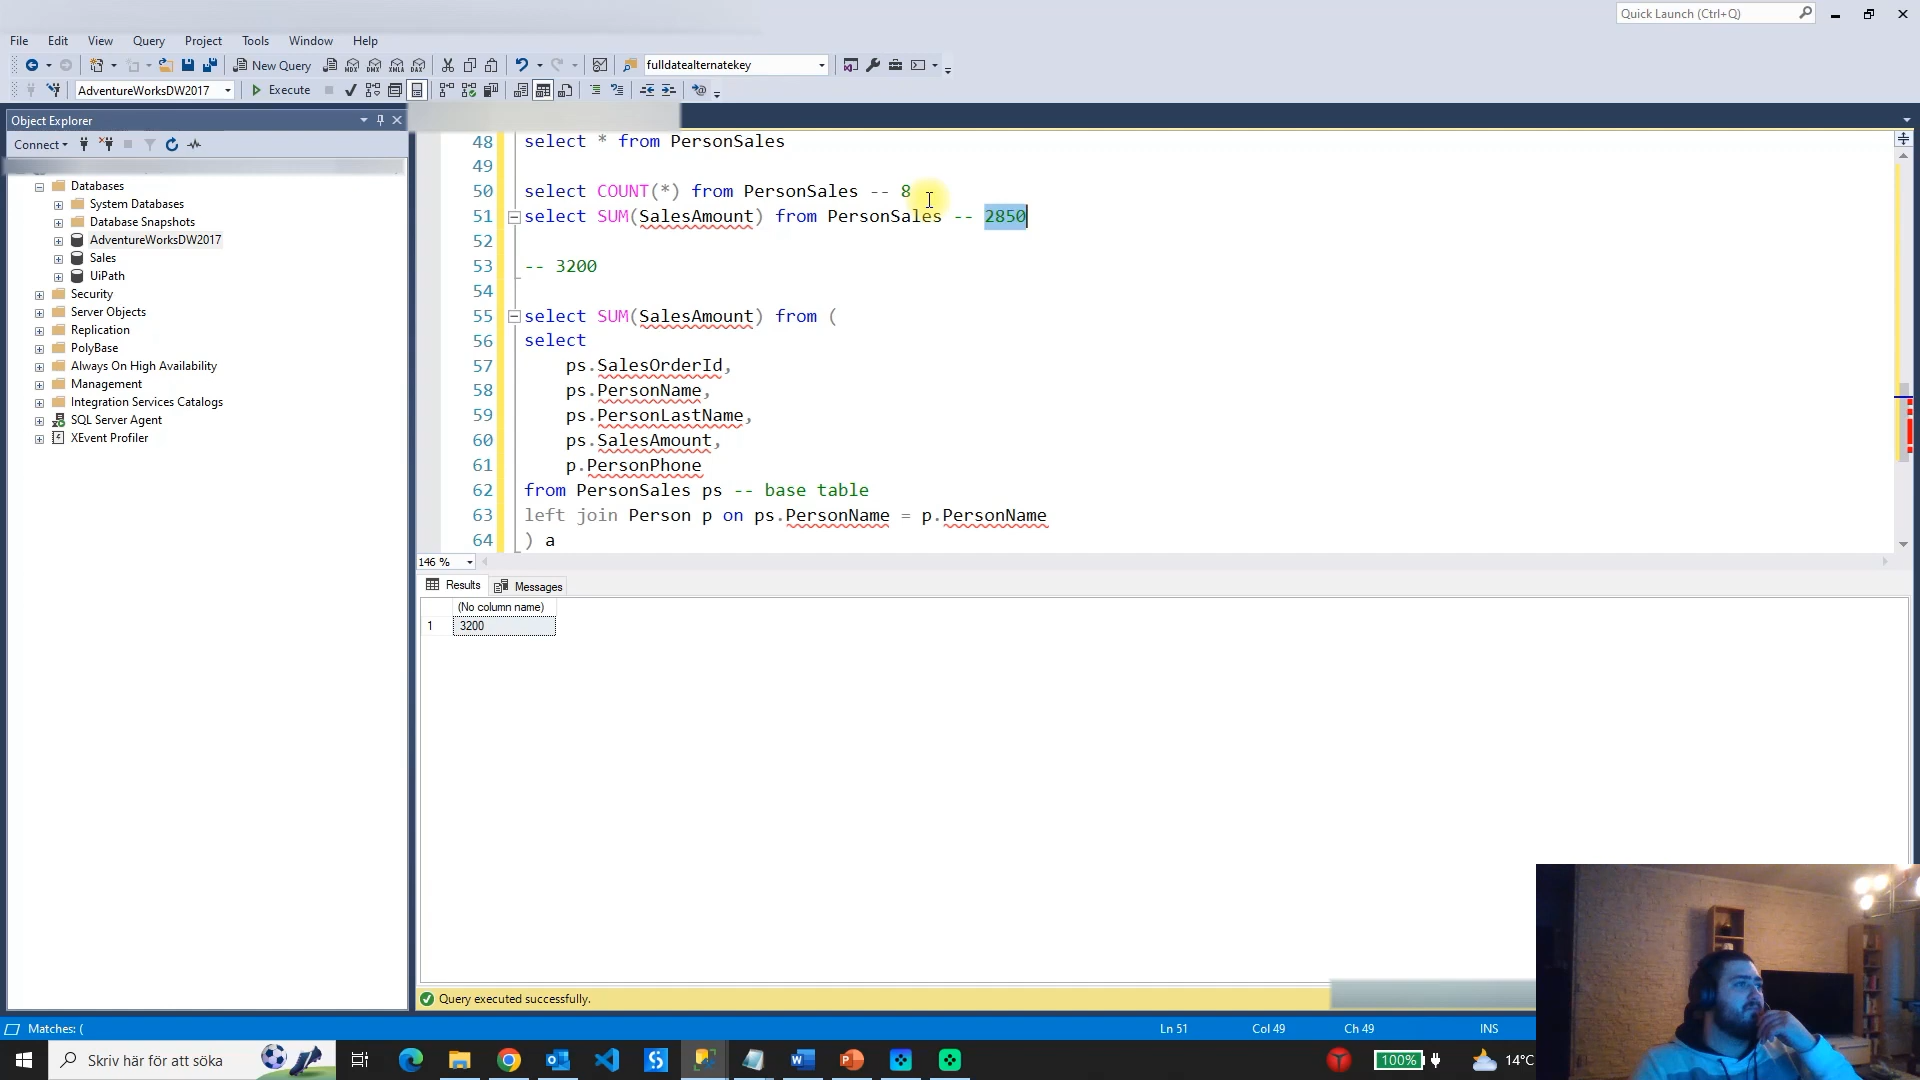 Quick Launch (Ctrl+Q)
File Edit View Query Project Tools Window Help
New Query MDX DMX XMLA DAX fulldatealternatekey
AdventureWorksDW2017 Execute
Object Explorer
Connect
Databases
System Databases
Database Snapshots
AdventureWorksDW2017
Sales
UiPath
Security
Server Objects
Replication
PolyBase
Always On High Availability
Management
Integration Services Catalogs
SQL Server Agent
XEvent Profiler
48 select * from PersonSales
49
50 select COUNT(*) from PersonSales -- 8
51 select SUM(SalesAmount) from PersonSales -- 2850
52
53 -- 3200
54
55 select SUM(SalesAmount) from (
56 select
57 ps.SalesOrderId,
58 ps.PersonName,
59 ps.PersonLastName,
60 ps.SalesAmount,
61 p.PersonPhone
62 from PersonSales ps -- base table
63 left join Person p on ps.PersonName = p.PersonName
64 ) a
146 %
Results Messages
(No column name)
1 3200
Query executed successfully.
Matches: ( Ln 51 Col 49 Ch 49 INS
Skriv här för att söka 100% 14°C